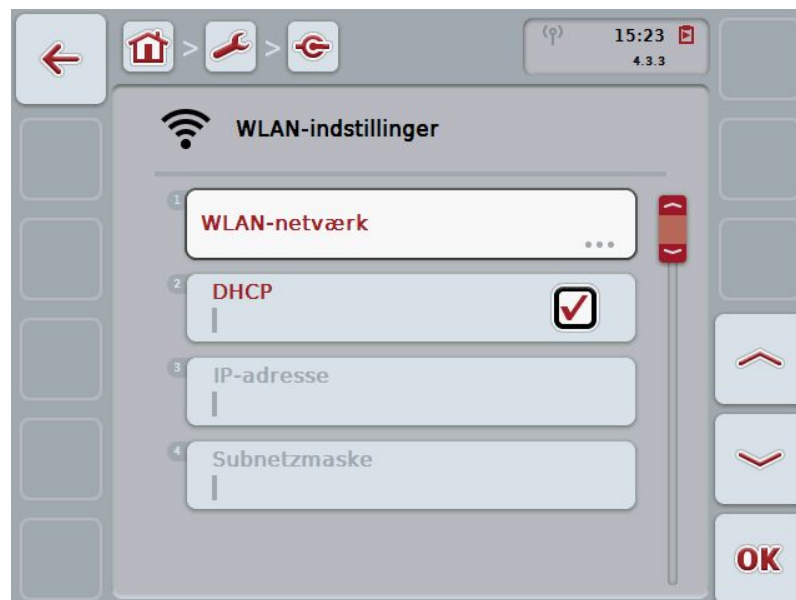 15:23
4.3.3
WLAN-indstillinger
1
WLAN-netværk
...
2
DHCP
3
IP-adresse
4
Subnetzmaske
OK